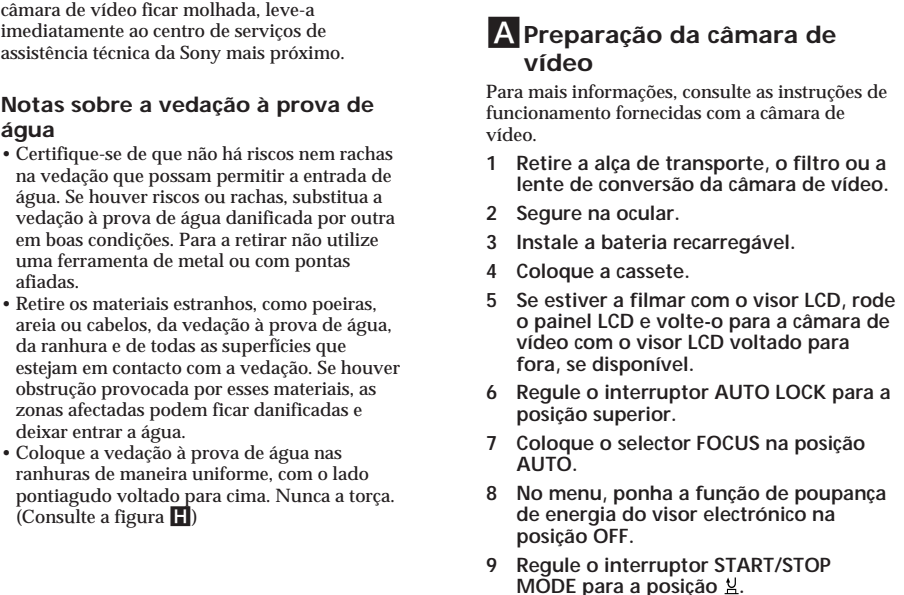 câmara de vídeo ficar molhada, leve-a
imediatamente ao centro de serviços de
assistência técnica da Sony mais próximo.
Notas sobre a vedação à prova de
água
• Certifique-se de que não há riscos nem rachas
na vedação que possam permitir a entrada de
água. Se houver riscos ou rachas, substitua a
vedação à prova de água danificada por outra
em boas condições. Para a retirar não utilize
uma ferramenta de metal ou com pontas
afiadas.
• Retire os materiais estranhos, como poeiras,
areia ou cabelos, da vedação à prova de água,
da ranhura e de todas as superfícies que
estejam em contacto com a vedação. Se houver
obstrução provocada por esses materiais, as
zonas afectadas podem ficar danificadas e
deixar entrar a água.
• Coloque a vedação à prova de água nas
ranhuras de maneira uniforme, com o lado
pontiagudo voltado para cima. Nunca a torça.
(Consulte a figura H)
A Preparação da câmara de
vídeo
Para mais informações, consulte as instruções de
funcionamento fornecidas com a câmara de
vídeo.
1 Retire a alça de transporte, o filtro ou a
lente de conversão da câmara de vídeo.
2 Segure na ocular.
3 Instale a bateria recarregável.
4 Coloque a cassete.
5 Se estiver a filmar com o visor LCD, rode
o painel LCD e volte-o para a câmara de
vídeo com o visor LCD voltado para
fora, se disponível.
6 Regule o interruptor AUTO LOCK para a
posição superior.
7 Coloque o selector FOCUS na posição
AUTO.
8 No menu, ponha a função de poupança
de energia do visor electrónico na
posição OFF.
9 Regule o interruptor START/STOP
MODE para a posição .